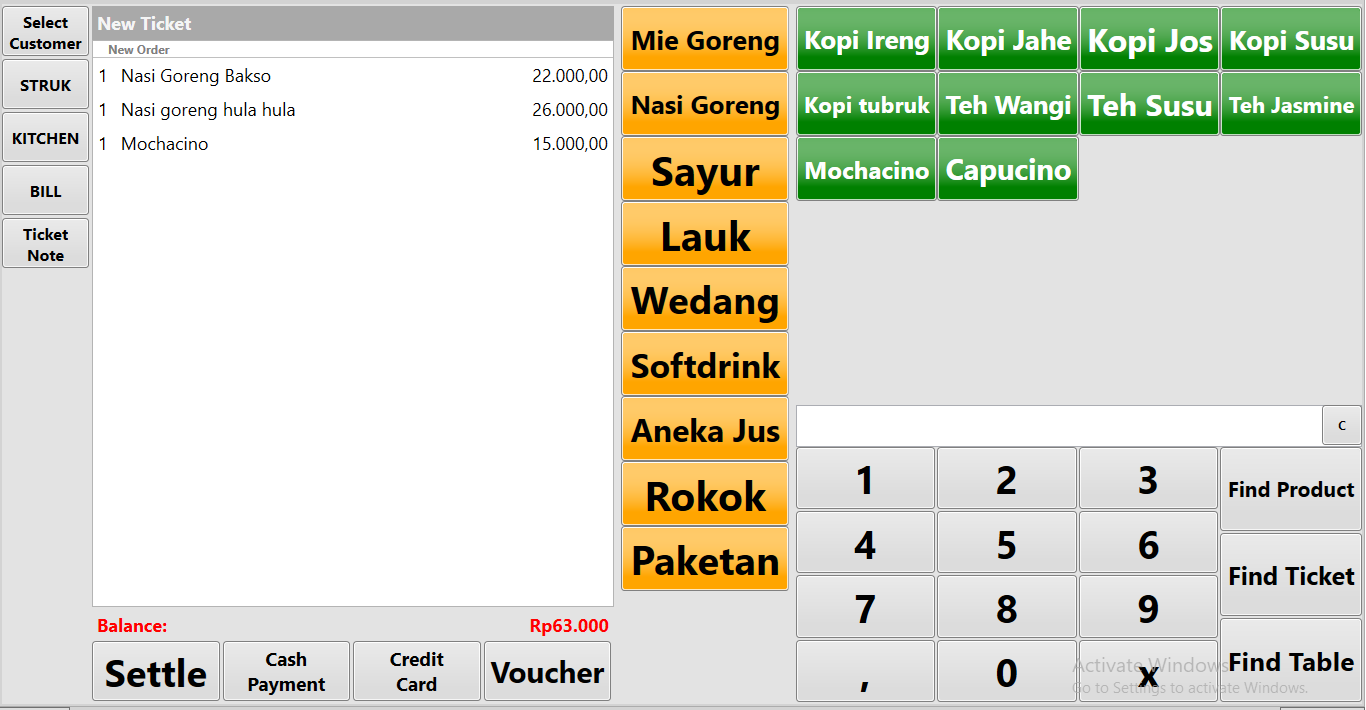 Select
Customer
STRUK
KITCHEN
BILL
Ticket
Note
New Ticket
New Order
1 Nasi Goreng Bakso 22.000,00
1 Nasi goreng hula hula 26.000,00
1 Mochacino 15.000,00
Balance: Rp63.000
Settle
Cash
Payment
Credit
Card
Voucher
Mie Goreng
Nasi Goreng
Sayur
Lauk
Wedang
Softdrink
Aneka Jus
Rokok
Paketan
Kopi Ireng Kopi Jahe Kopi Jos Kopi Susu
Kopi tubruk Teh Wangi Teh Susu Teh Jasmine
Mochacino Capucino
c
1 2 3
4 5 6
7 8 9
, 0 x
Find Product
Find Ticket
Find Table
Activate Windows
Go to Settings to activate Windows.